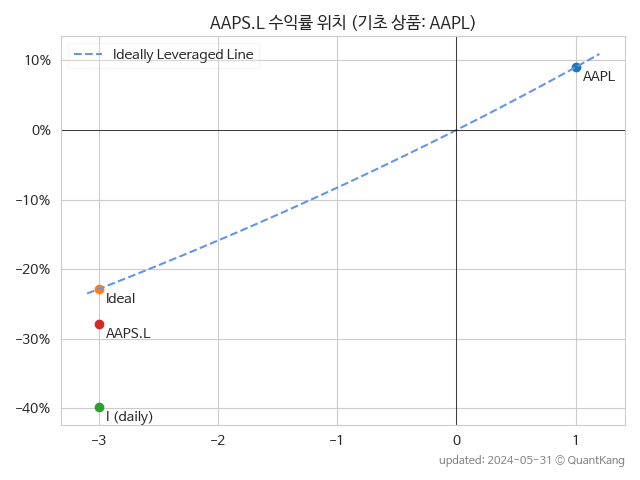 AAPS.L 수익률 위치 (기초 상품: AAPL)
Ideally Leveraged Line
10%
0%
−10%
−20%
−30%
−40%
AAPL
Ideal
AAPS.L
I (daily)
−3 −2 −1 0 1
updated: 2024-05-31 © QuantKang